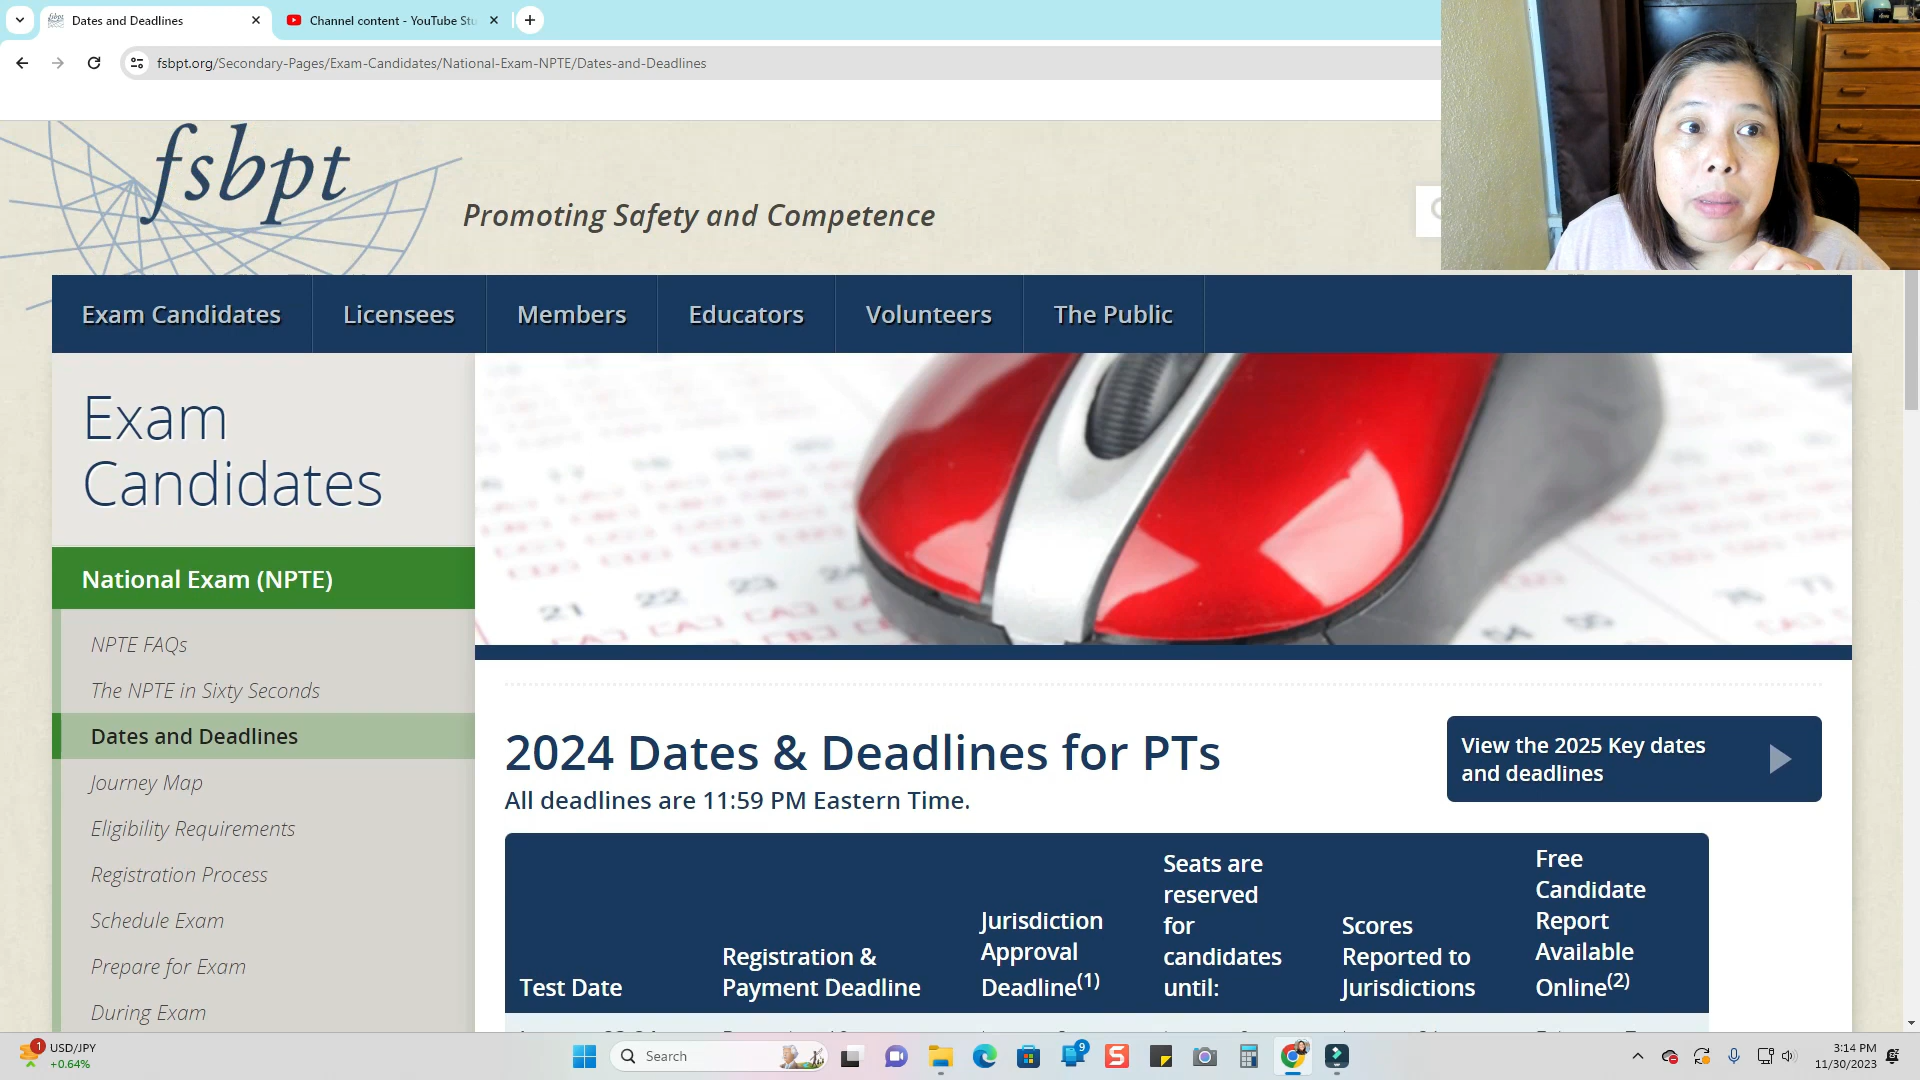 Dates and Deadlines
Channel content - YouTube Stu
fsbpt.org/Secondary-Pages/Exam-Candidates/National-Exam-NPTE/Dates-and-Deadlines
fsbpt
Promoting Safety and Competence
Exam Candidates
Licensees
Members
Educators
Volunteers
The Public
Exam
Candidates
21 22 23 24
National Exam (NPTE)
NPTE FAQs
The NPTE in Sixty Seconds
Dates and Deadlines
Journey Map
Eligibility Requirements
Registration Process
Schedule Exam
Prepare for Exam
During Exam
2024 Dates & Deadlines for PTs
All deadlines are 11:59 PM Eastern Time.
View the 2025 Key dates
and deadlines
Test Date
Registration &
Payment Deadline
Jurisdiction
Approval
Deadline(1)
Seats are
reserved
for
candidates
until:
Scores
Reported to
Jurisdictions
Free
Candidate
Report
Available
Online(2)
1
USD/JPY
+0.64%
Search
9
S
3:14 PM
11/30/2023